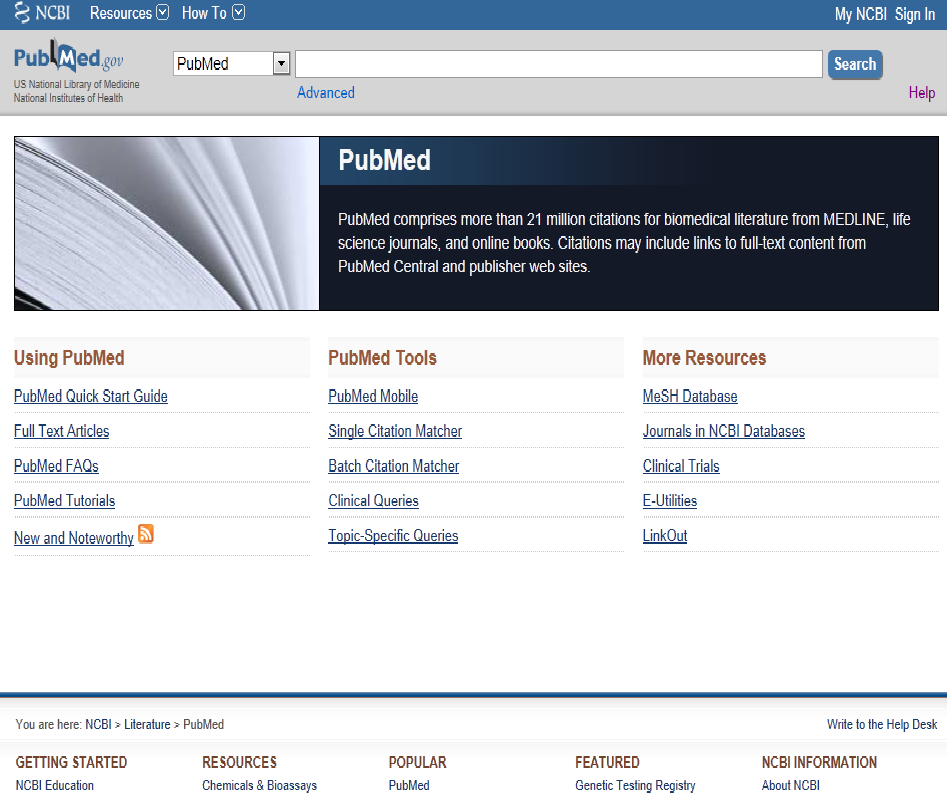 NCBI Resources How To My NCBI Sign In
PubMed.gov
US National Library of Medicine
National Institutes of Health
PubMed
Search
Advanced
Help
PubMed
PubMed comprises more than 21 million citations for biomedical literature from MEDLINE, life
science journals, and online books. Citations may include links to full-text content from
PubMed Central and publisher web sites.
Using PubMed
PubMed Quick Start Guide
Full Text Articles
PubMed FAQs
PubMed Tutorials
New and Noteworthy
PubMed Tools
PubMed Mobile
Single Citation Matcher
Batch Citation Matcher
Clinical Queries
Topic-Specific Queries
More Resources
MeSH Database
Journals in NCBI Databases
Clinical Trials
E-Utilities
LinkOut
You are here: NCBI > Literature > PubMed
Write to the Help Desk
GETTING STARTED
NCBI Education
RESOURCES
Chemicals & Bioassays
POPULAR
PubMed
FEATURED
Genetic Testing Registry
NCBI INFORMATION
About NCBI